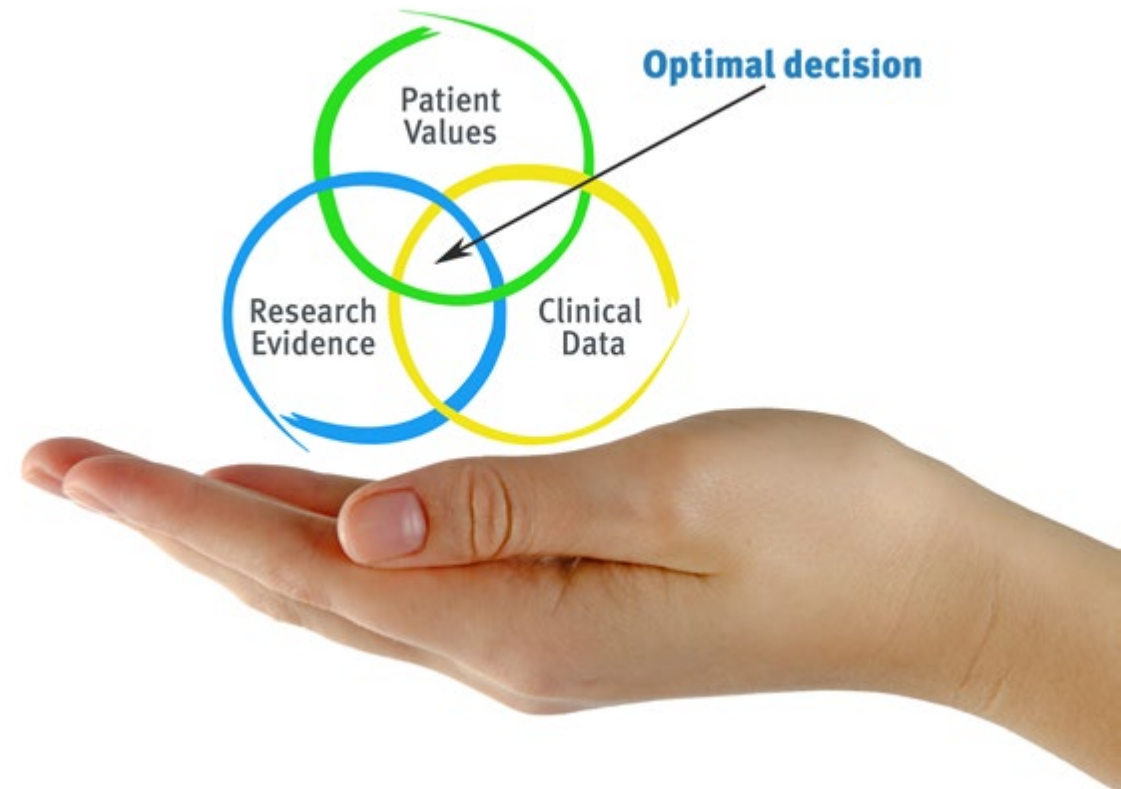 Optimal decision
Patient
Values
Research
Evidence
Clinical
Data